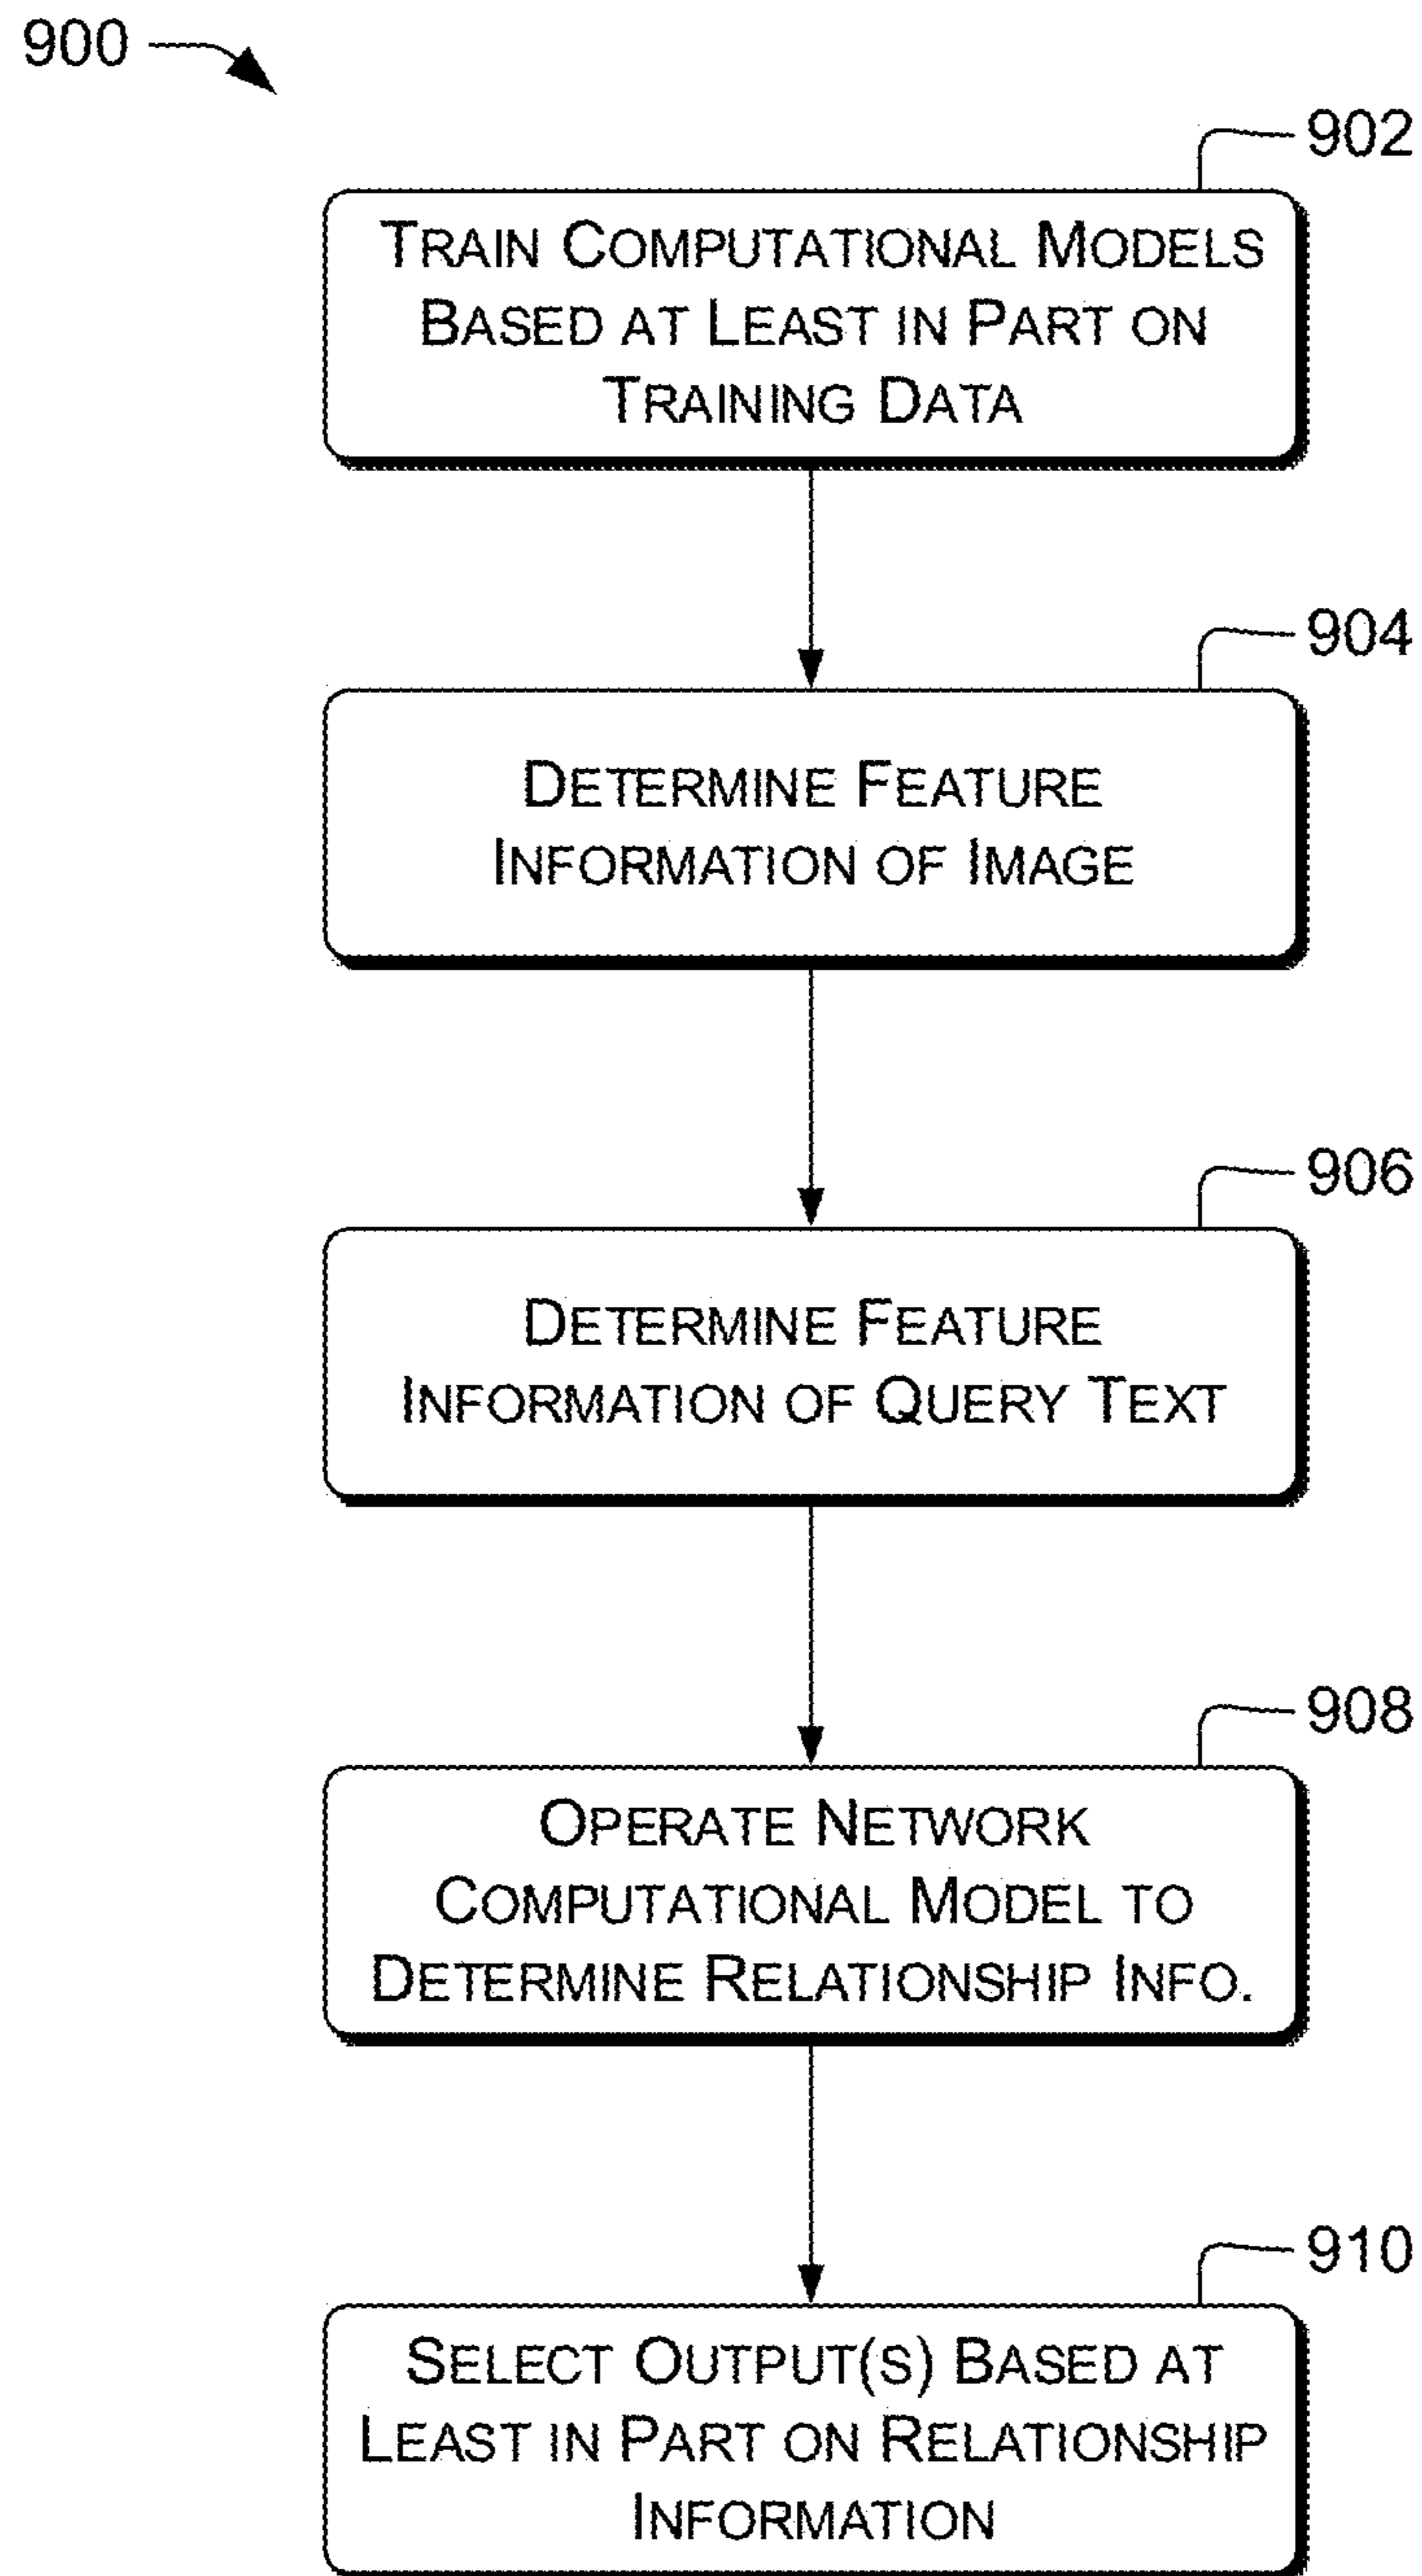 900
902
TRAIN COMPUTATIONAL MODELS
BASED AT LEAST IN PART ON
TRAINING DATA
904
DETERMINE FEATURE
INFORMATION OF IMAGE
906
DETERMINE FEATURE
INFORMATION OF QUERY TEXT
908
OPERATE NETWORK
COMPUTATIONAL MODEL TO
DETERMINE RELATIONSHIP INFO.
910
SELECT OUTPUT(S) BASED AT
LEAST IN PART ON RELATIONSHIP
INFORMATION